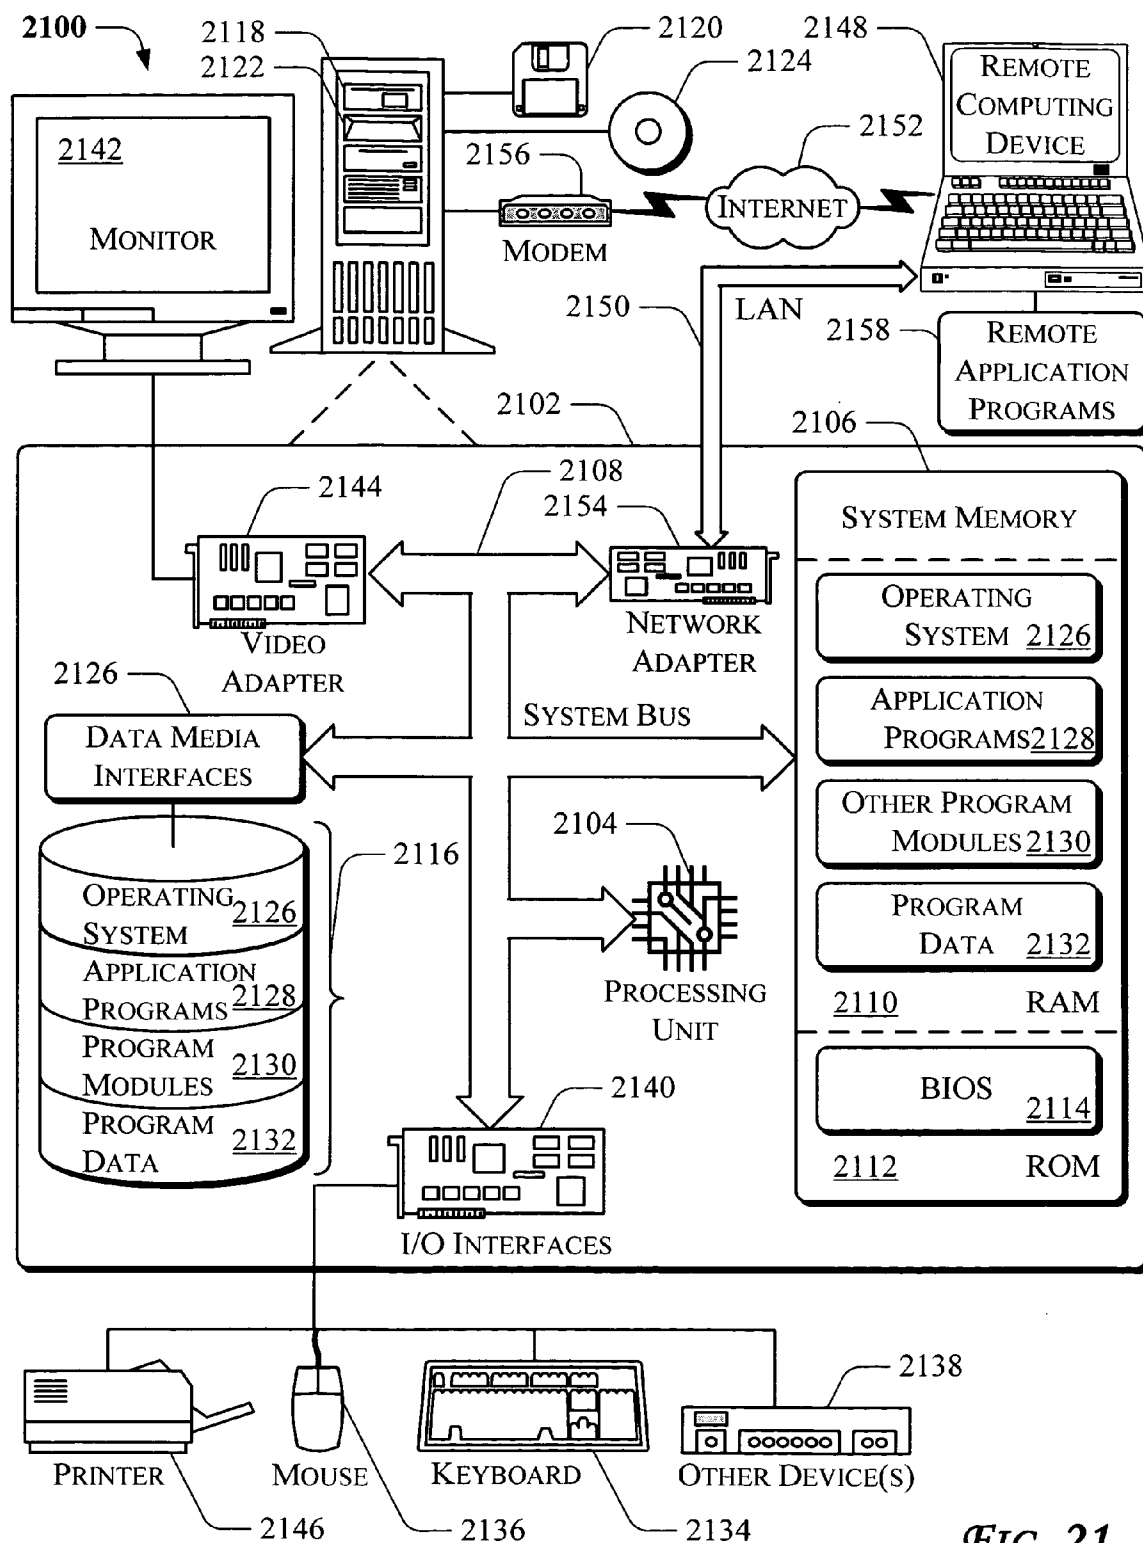 2100
2118
2122
2120
2124
2148
REMOTE
COMPUTING
DEVICE
2142
MONITOR
2156
MODEM
2152
INTERNET
2150
LAN
2158
REMOTE
APPLICATION
PROGRAMS
2102
2106
2144
2108
2154
SYSTEM MEMORY
VIDEO
ADAPTER
NETWORK
ADAPTER
OPERATING
SYSTEM 2126
2126
DATA MEDIA
INTERFACES
SYSTEM BUS
APPLICATION
PROGRAMS 2128
OTHER PROGRAM
MODULES 2130
2104
2116
OPERATING
SYSTEM 2126
APPLICATION
PROGRAMS 2128
PROGRAM
MODULES 2130
PROGRAM
DATA 2132
PROCESSING
UNIT
PROGRAM
DATA 2132
2110 RAM
BIOS
2114
2112 ROM
2140
I/O INTERFACES
2138
PRINTER
MOUSE
KEYBOARD
OTHER DEVICE(S)
2146
2136
2134
FIG. 21